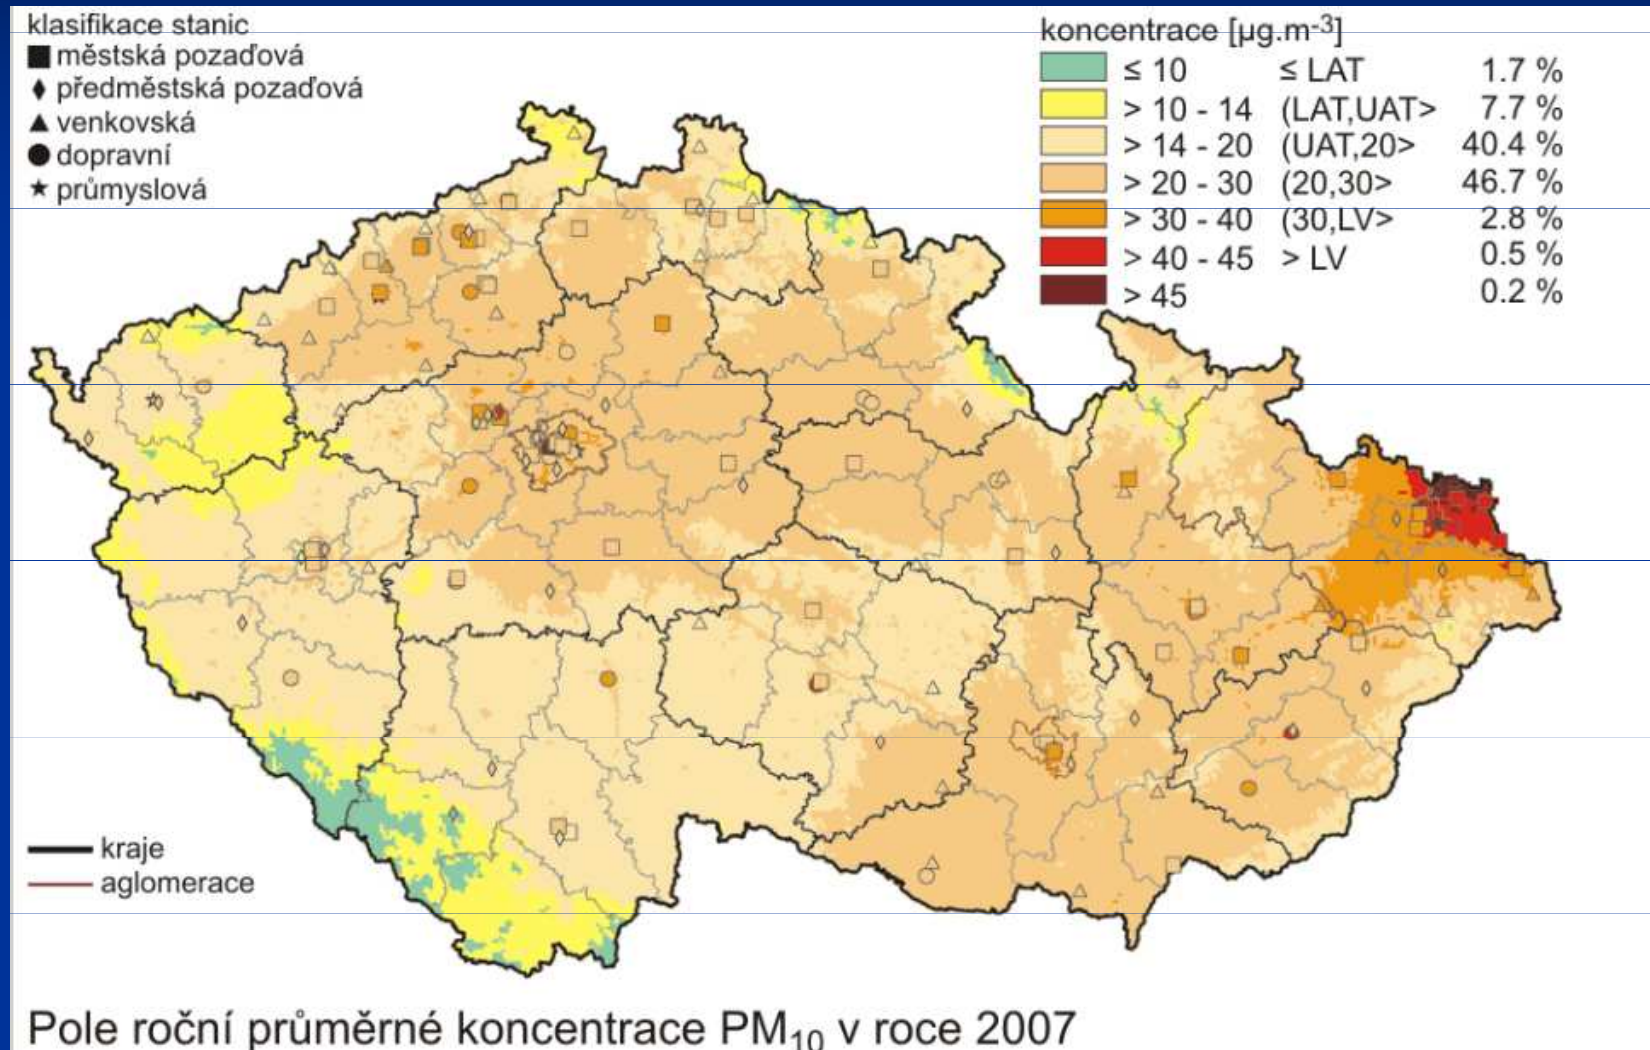 klasifikace stanic
městská pozaďová
předměstská pozaďová
venkovská
dopravní
průmyslová
koncentrace [µg.m-3]
≤ 10 ≤ LAT 1.7 %
> 10 - 14 (LAT,UAT> 7.7 %
> 14 - 20 (UAT,20> 40.4 %
> 20 - 30 (20,30> 46.7 %
> 30 - 40 (30,LV> 2.8 %
> 40 - 45 > LV 0.5 %
> 45 0.2 %
kraje
aglomerace
Pole roční průměrné koncentrace PM10 v roce 2007